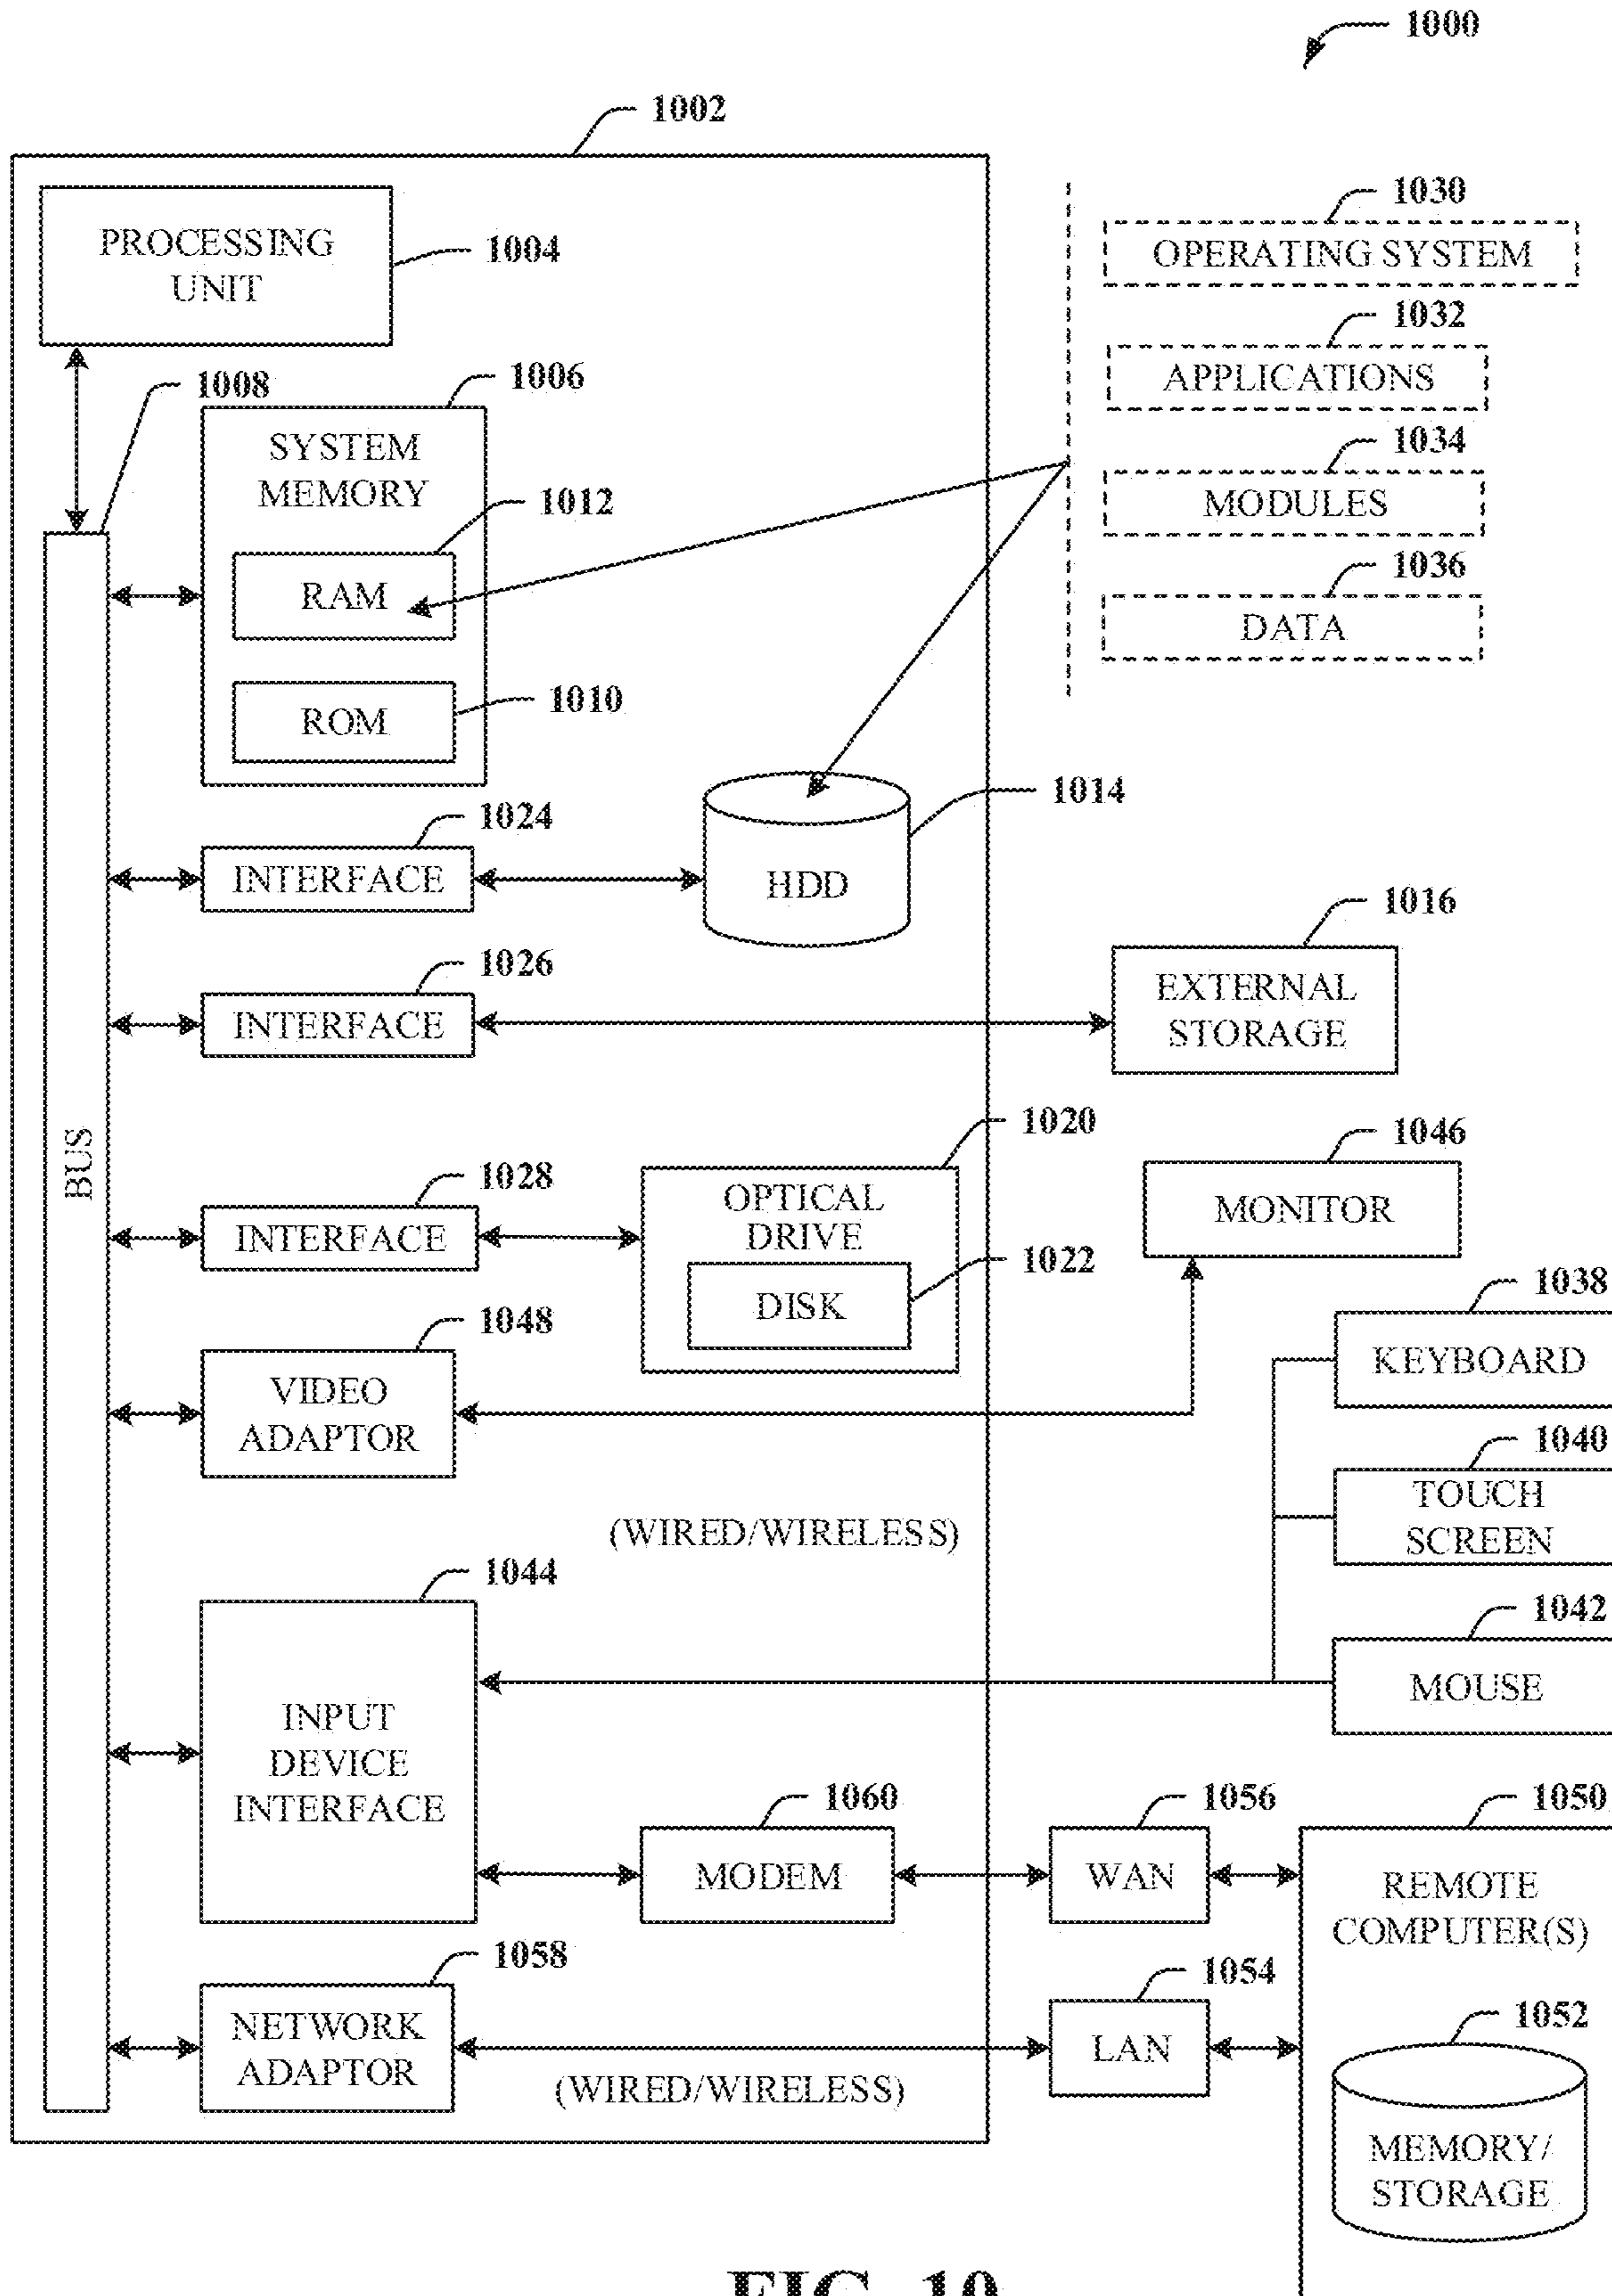 1000
1002
PROCESSING
UNIT
1004
1030
OPERATING SYSTEM
1032
APPLICATIONS
1034
MODULES
1036
DATA
1008
1006
SYSTEM
MEMORY
1012
RAM
1010
ROM
1014
HDD
1024
INTERFACE
1016
EXTERNAL
STORAGE
1026
INTERFACE
BUS
1020
OPTICAL
DRIVE
1022
DISK
1028
INTERFACE
1046
MONITOR
1038
KEYBOARD
1048
VIDEO
ADAPTOR
1040
TOUCH
SCREEN
(WIRED/WIRELESS)
1044
INPUT
DEVICE
INTERFACE
1042
MOUSE
1060
MODEM
1056
WAN
1050
REMOTE
COMPUTER(S)
1058
NETWORK
ADAPTOR
1054
LAN
(WIRED/WIRELESS)
1052
MEMORY/
STORAGE
FIG. 10